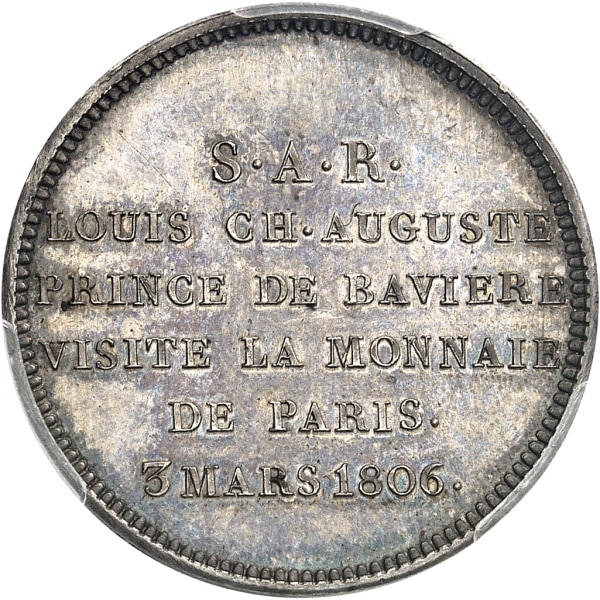 S·A·R·
LOUIS CH·AUGUSTE
PRINCE DE BAVIERE
VISITE LA MONNAIE
DE PARIS.
3 MARS 1806.